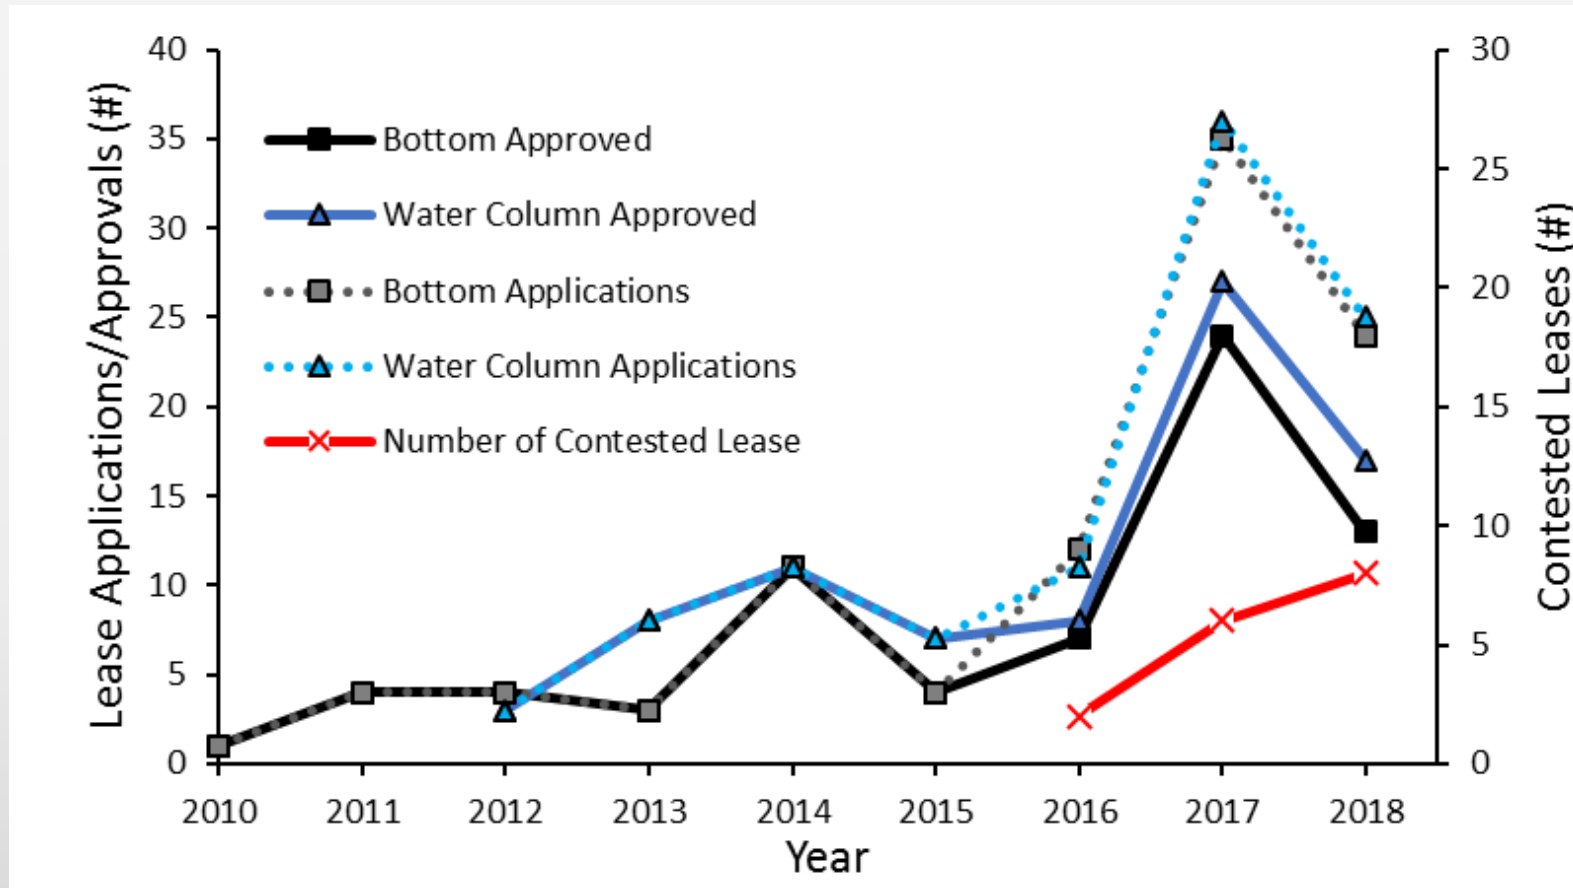 Lease Applications/Approvals (#)
40
35
30
25
20
15
10
5
0
Bottom Approved
Water Column Approved
Bottom Applications
Water Column Applications
Number of Contested Lease
30
25
20
15
10
5
0
Contested Leases (#)
2010 2011 2012 2013 2014 2015 2016 2017 2018
Year